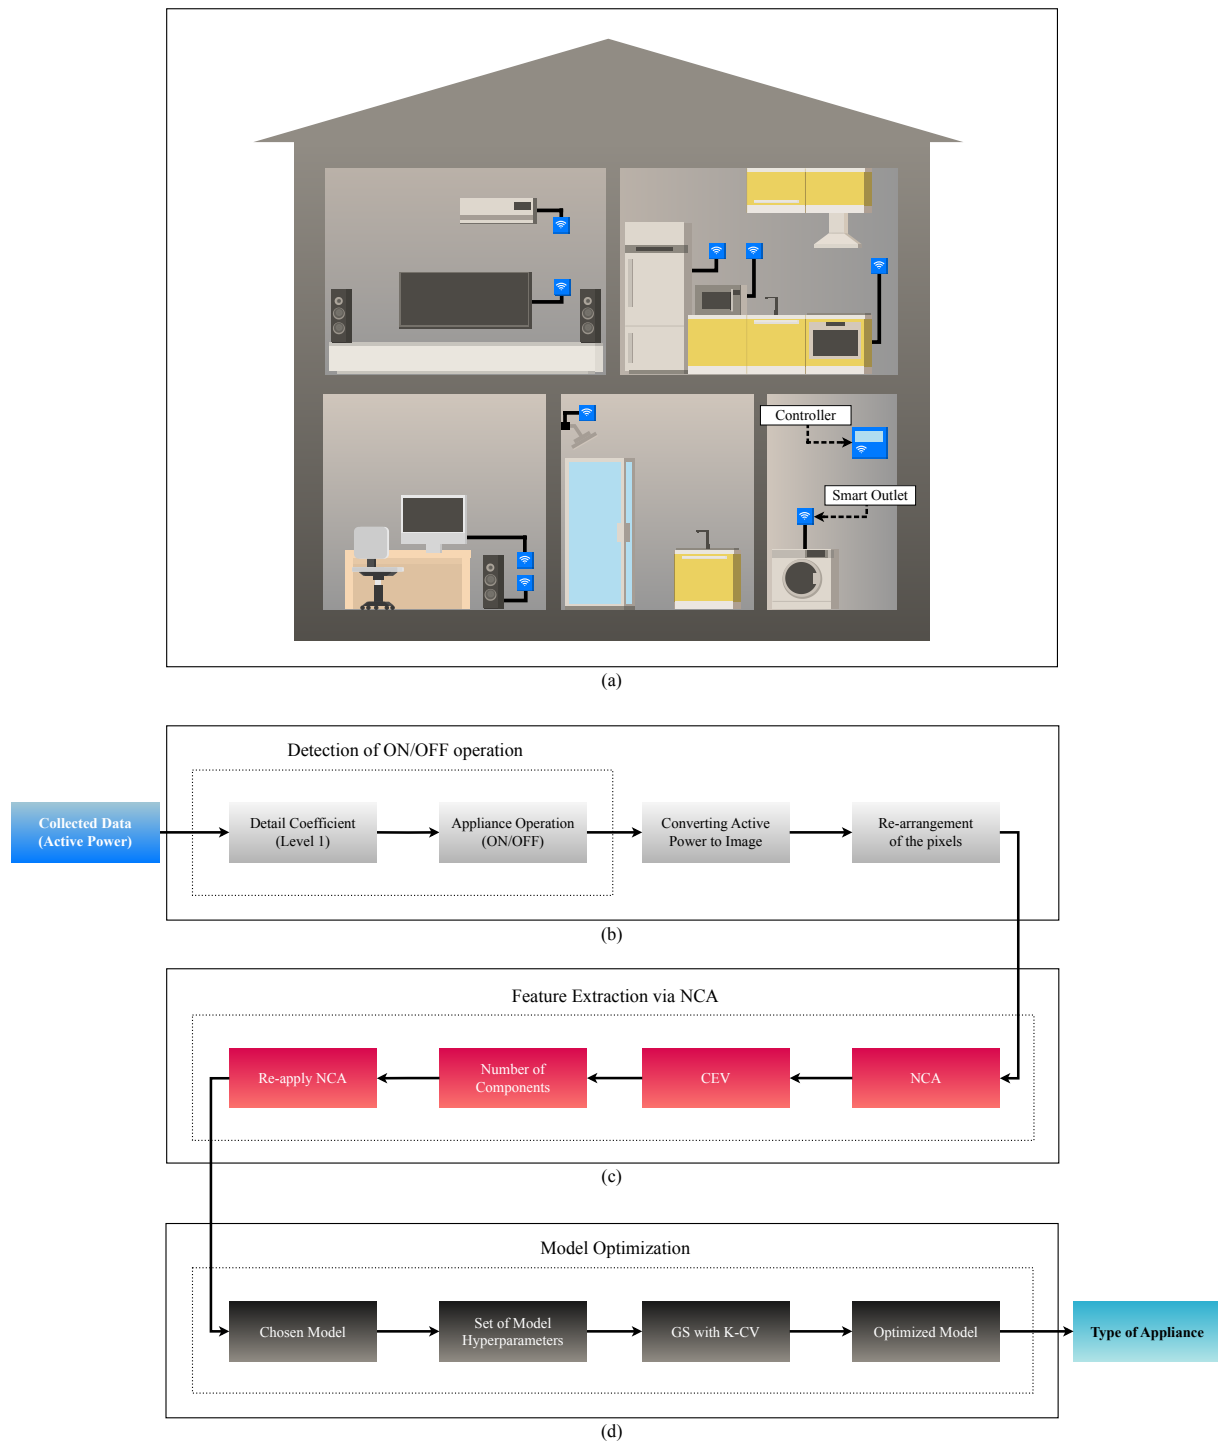 Controller
Smart Outlet
(a)
Detection of ON/OFF operation
Collected Data
(Active Power)
Detail Coefficient
(Level 1)
Appliance Operation
(ON/OFF)
Converting Active
Power to Image
Re-arrangement
of the pixels
(b)
Feature Extraction via NCA
Re-apply NCA
Number of
Components
CEV
NCA
(c)
Model Optimization
Chosen Model
Set of Model
Hyperparameters
GS with K-CV
Optimized Model
Type of Appliance
(d)